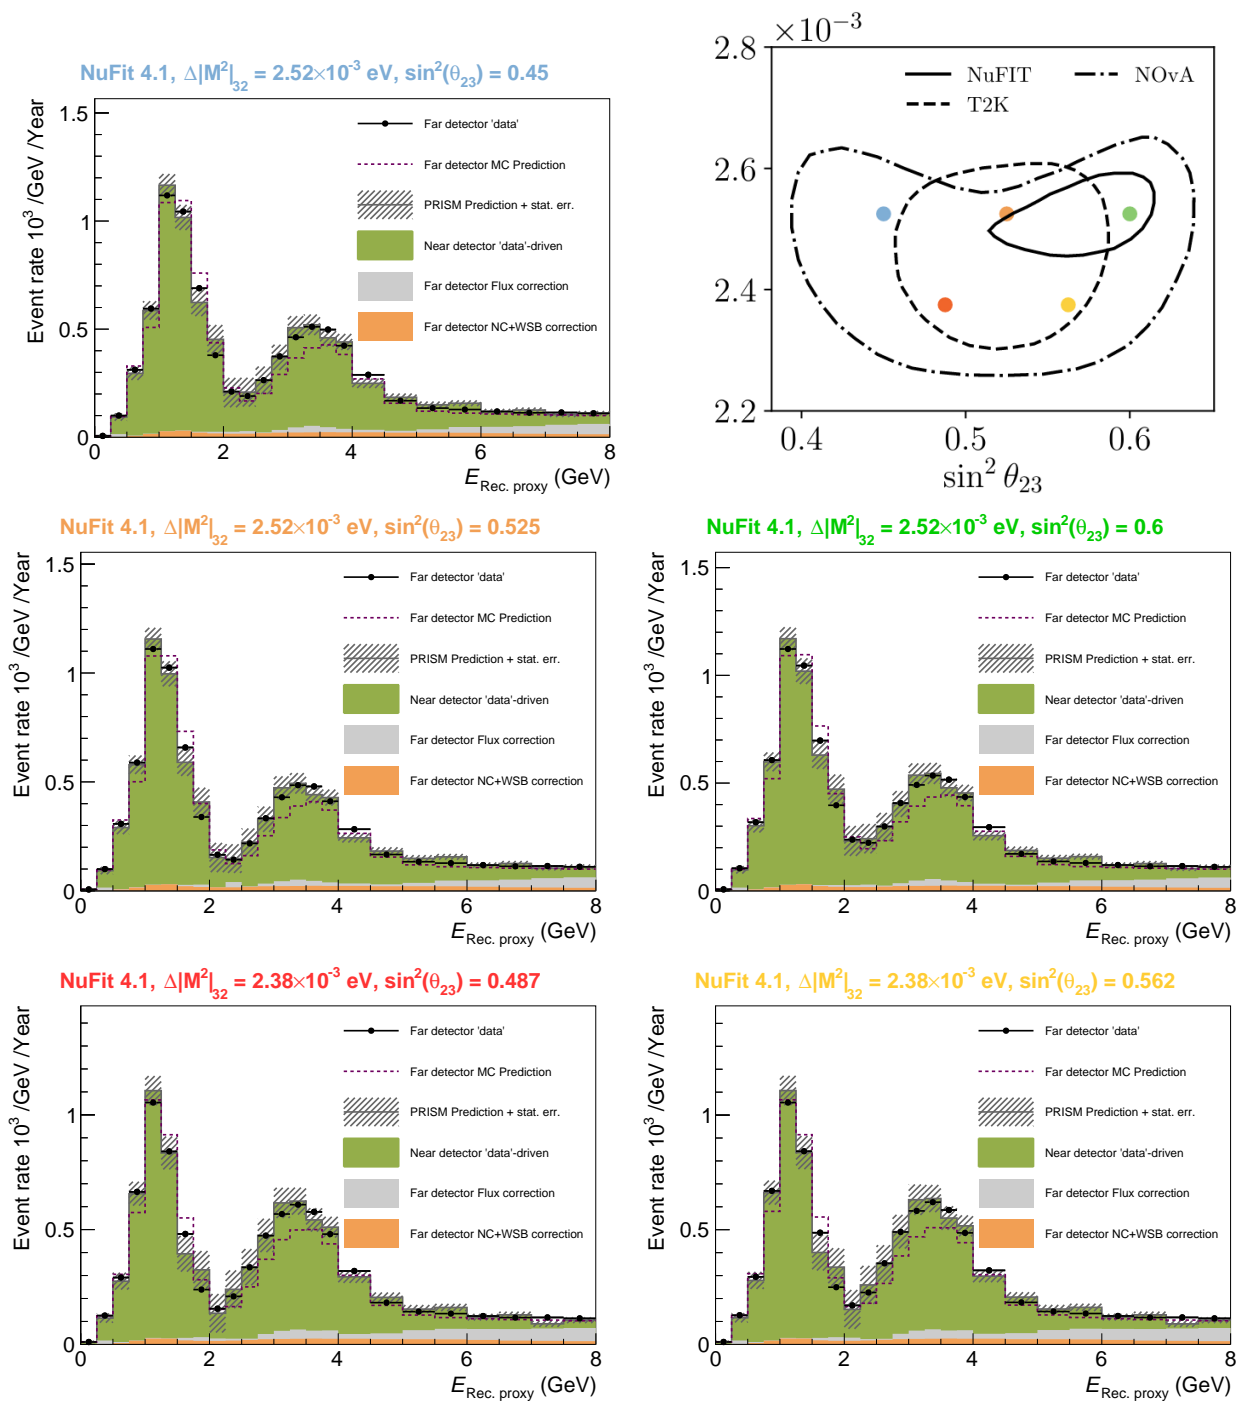 NuFit 4.1, Δ|M²|₃₂ = 2.52×10⁻³ eV, sin²(θ₂₃) = 0.45
Event rate 10³ /GeV /Year
1.5
1
0.5
0
Far detector 'data'
Far detector MC Prediction
PRISM Prediction + stat. err.
Near detector 'data'-driven
Far detector Flux correction
Far detector NC+WSB correction
0 2 4 6 8
E Rec. proxy (GeV)
×10⁻³
2.8
2.6
2.4
2.2
NuFIT
T2K
NOvA
0.4 0.5 0.6
sin² θ₂₃
NuFit 4.1, Δ|M²|₃₂ = 2.52×10⁻³ eV, sin²(θ₂₃) = 0.525
Event rate 10³ /GeV /Year
1.5
1
0.5
0
Far detector 'data'
Far detector MC Prediction
PRISM Prediction + stat. err.
Near detector 'data'-driven
Far detector Flux correction
Far detector NC+WSB correction
0 2 4 6 8
E Rec. proxy (GeV)
NuFit 4.1, Δ|M²|₃₂ = 2.52×10⁻³ eV, sin²(θ₂₃) = 0.6
Event rate 10³ /GeV /Year
1.5
1
0.5
0
Far detector 'data'
Far detector MC Prediction
PRISM Prediction + stat. err.
Near detector 'data'-driven
Far detector Flux correction
Far detector NC+WSB correction
0 2 4 6 8
E Rec. proxy (GeV)
NuFit 4.1, Δ|M²|₃₂ = 2.38×10⁻³ eV, sin²(θ₂₃) = 0.487
Event rate 10³ /GeV /Year
1
0.5
0
Far detector 'data'
Far detector MC Prediction
PRISM Prediction + stat. err.
Near detector 'data'-driven
Far detector Flux correction
Far detector NC+WSB correction
0 2 4 6 8
E Rec. proxy (GeV)
NuFit 4.1, Δ|M²|₃₂ = 2.38×10⁻³ eV, sin²(θ₂₃) = 0.562
Event rate 10³ /GeV /Year
1
0.5
0
Far detector 'data'
Far detector MC Prediction
PRISM Prediction + stat. err.
Near detector 'data'-driven
Far detector Flux correction
Far detector NC+WSB correction
0 2 4 6 8
E Rec. proxy (GeV)